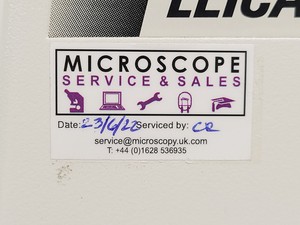 LEICA
MICROSCOPE
SERVICE & SALES
Date: 23/6/22 Serviced by: CR
service@microscopy.uk.com
T: +44 (0)1628 536935